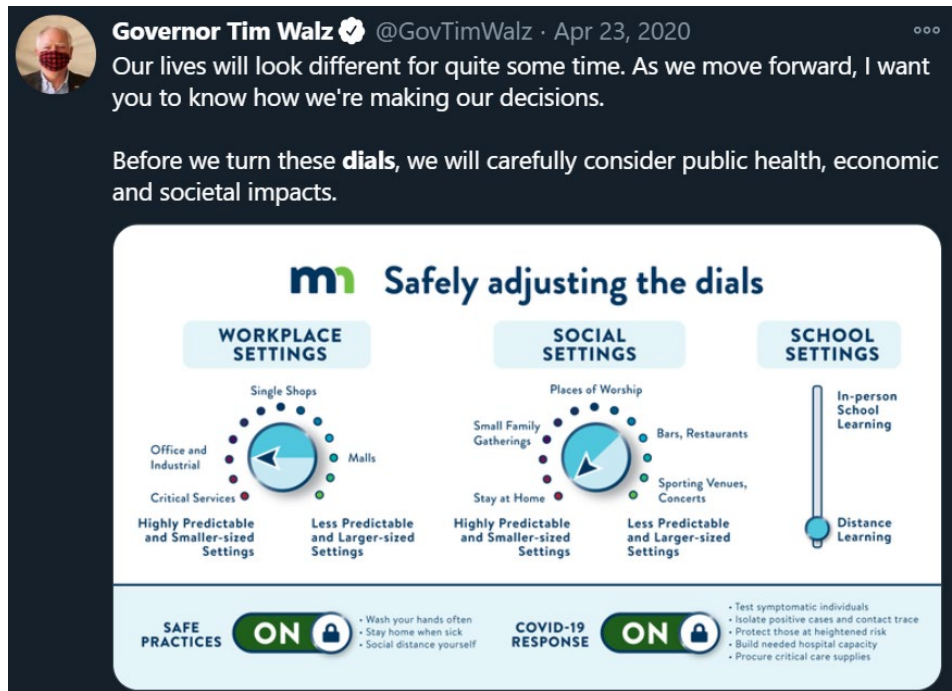 Governor Tim Walz @GovTimWalz · Apr 23, 2020
Our lives will look different for quite some time. As we move forward, I want
you to know how we're making our decisions.
Before we turn these dials, we will carefully consider public health, economic
and societal impacts.
mn Safely adjusting the dials
WORKPLACE
SETTINGS
Single Shops
Office and
Industrial
Malls
Critical Services
Highly Predictable
and Smaller-sized
Settings
Less Predictable
and Larger-sized
Settings
SOCIAL
SETTINGS
Places of Worship
Small Family
Gatherings
Bars, Restaurants
Stay at Home
Sporting Venues,
Concerts
Highly Predictable
and Smaller-sized
Settings
Less Predictable
and Larger-sized
Settings
SCHOOL
SETTINGS
In-person
School
Learning
Distance
Learning
SAFE
PRACTICES
ON
• Wash your hands often
• Stay home when sick
• Social distance yourself
COVID-19
RESPONSE
ON
• Test symptomatic individuals
• Isolate positive cases and contact trace
• Protect those at heightened risk
• Build needed hospital capacity
• Procure critical care supplies